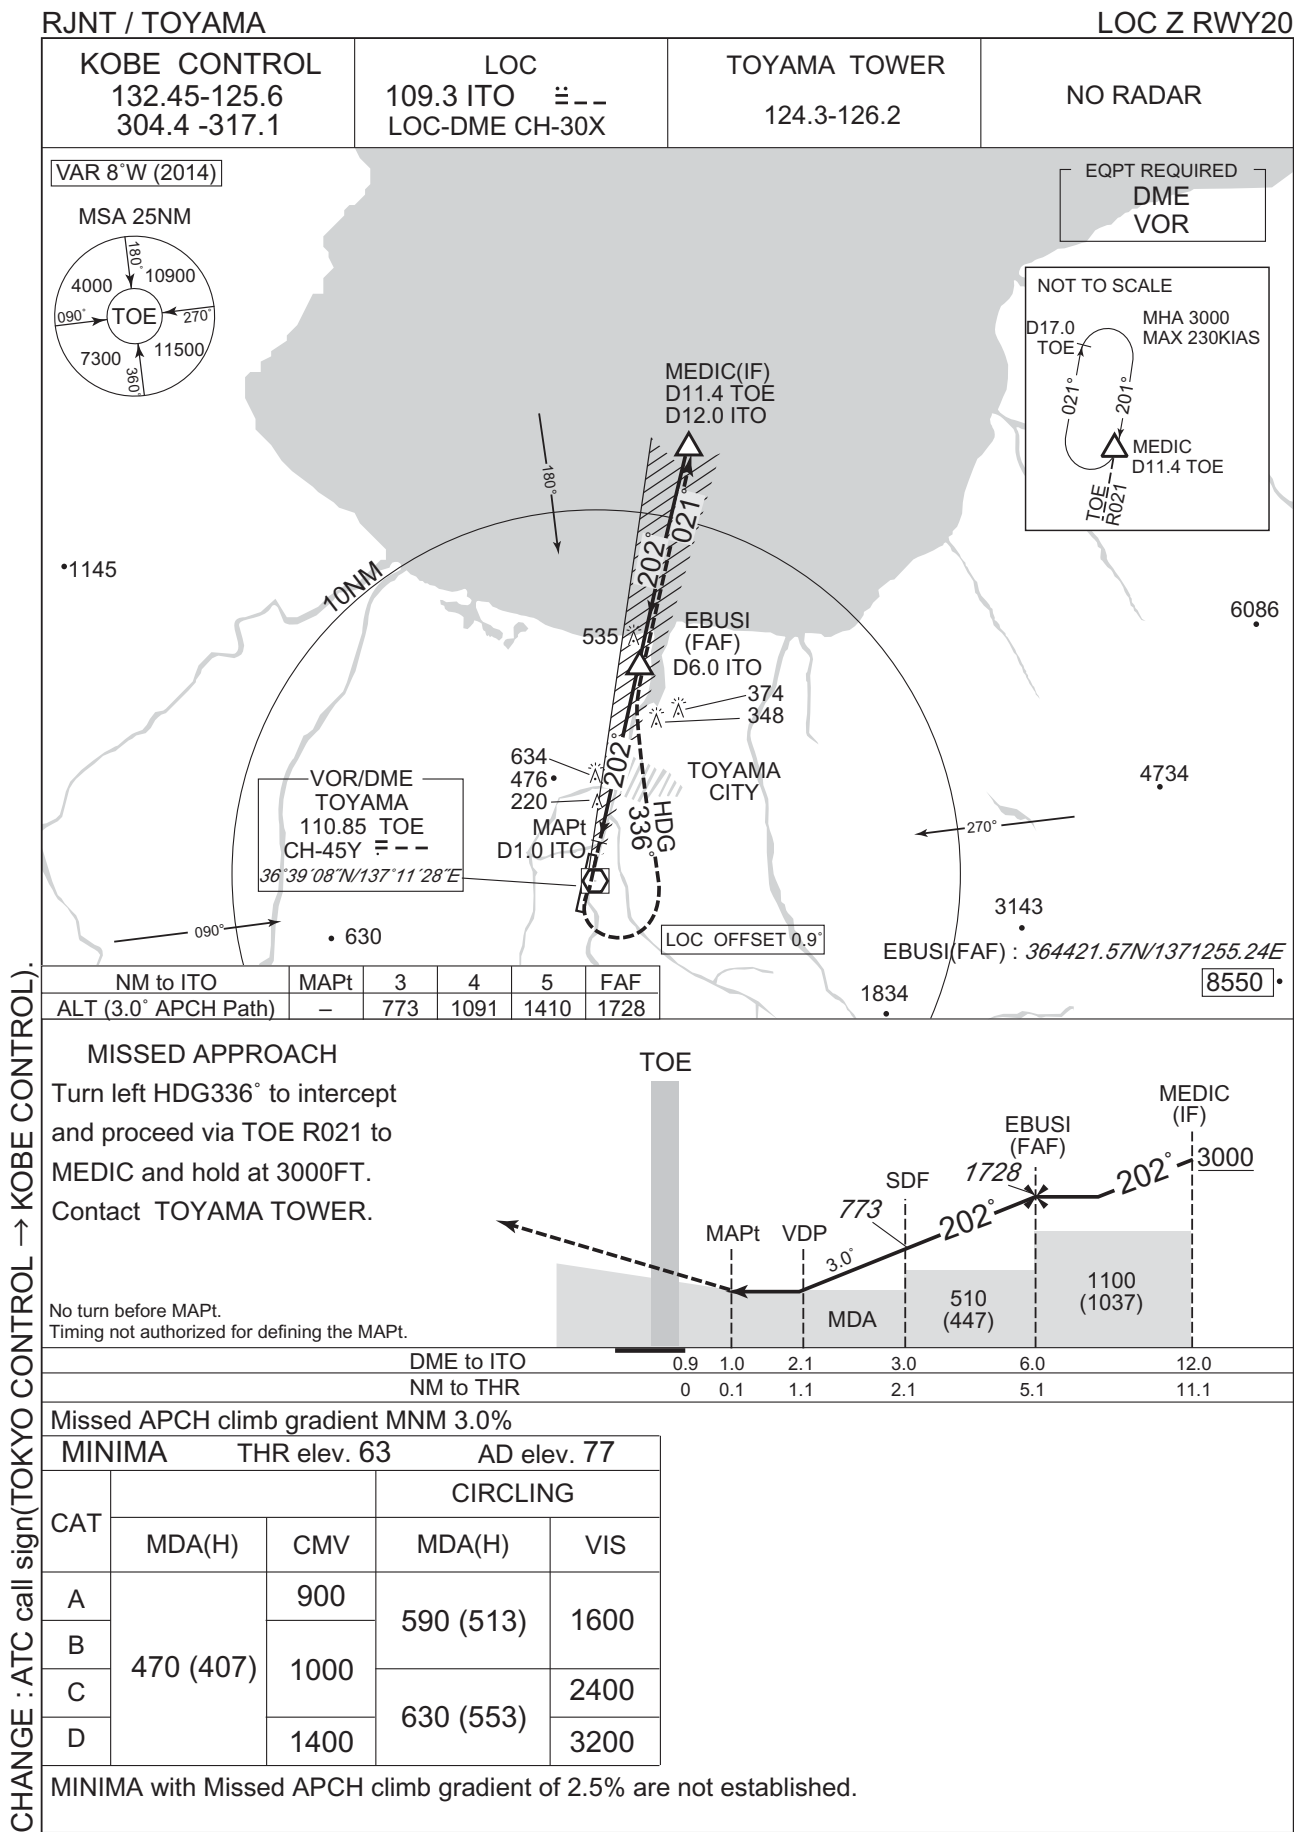 RJNT / TOYAMA
LOC Z RWY20
KOBE CONTROL
132.45-125.6
304.4 -317.1
LOC
109.3 ITO
LOC-DME CH-30X
TOYAMA TOWER
124.3-126.2
NO RADAR
VAR 8˚W (2014)
MSA 25NM
180˚
4000
10900
090˚
TOE
270˚
7300
11500
360˚
EQPT REQUIRED
DME
VOR
NOT TO SCALE
D17.0
TOE
MHA 3000
MAX 230KIAS
021°
201°
MEDIC
D11.4 TOE
TOE
R021
MEDIC(IF)
D11.4 TOE
D12.0 ITO
180°
021°
202°
1145
10NM
6086
535
EBUSI
(FAF)
D6.0 ITO
374
348
634
476
220
202°
TOYAMA
CITY
4734
VOR/DME
TOYAMA
110.85 TOE
CH-45Y
36˚39´08˝N/137˚11´28˝E
MAPt
D1.0 ITO
HDG
336°
270°
090°
630
3143
LOC OFFSET 0.9˚
EBUSI(FAF) : 364421.57N/1371255.24E
8550
1834
NM to ITO MAPt 3 4 5 FAF
ALT (3.0˚ APCH Path) – 773 1091 1410 1728
MISSED APPROACH
Turn left HDG336˚ to intercept
and proceed via TOE R021 to
MEDIC and hold at 3000FT.
Contact TOYAMA TOWER.
No turn before MAPt.
Timing not authorized for defining the MAPt.
TOE
MEDIC
(IF)
EBUSI
(FAF)
3000
202°
1728
SDF
773
202°
MAPt
VDP
3.0°
MDA
510
(447)
1100
(1037)
DME to ITO 0.9 1.0 2.1 3.0 6.0 12.0
NM to THR 0 0.1 1.1 2.1 5.1 11.1
Missed APCH climb gradient MNM 3.0%
MINIMA THR elev. 63 AD elev. 77
CAT
CIRCLING
MDA(H) CMV MDA(H) VIS
A 900
B
590 (513) 1600
470 (407) 1000
C 2400
630 (553)
D 1400 3200
MINIMA with Missed APCH climb gradient of 2.5% are not established.
CHANGE : ATC call sign(TOKYO CONTROL → KOBE CONTROL).